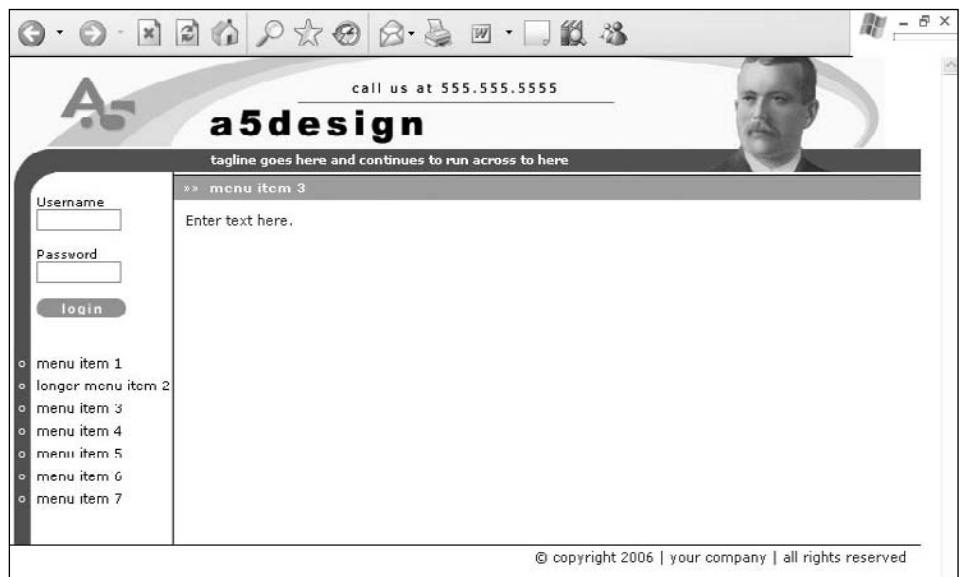 W
A5
call us at 555.555.5555
a5design
tagline goes here and continues to run across to here
»» menu item 3
Username
Enter text here.
Password
login
menu item 1
longer menu item 2
menu item 3
menu item 4
menu item 5
menu item 6
menu item 7
© copyright 2006 | your company | all rights reserved